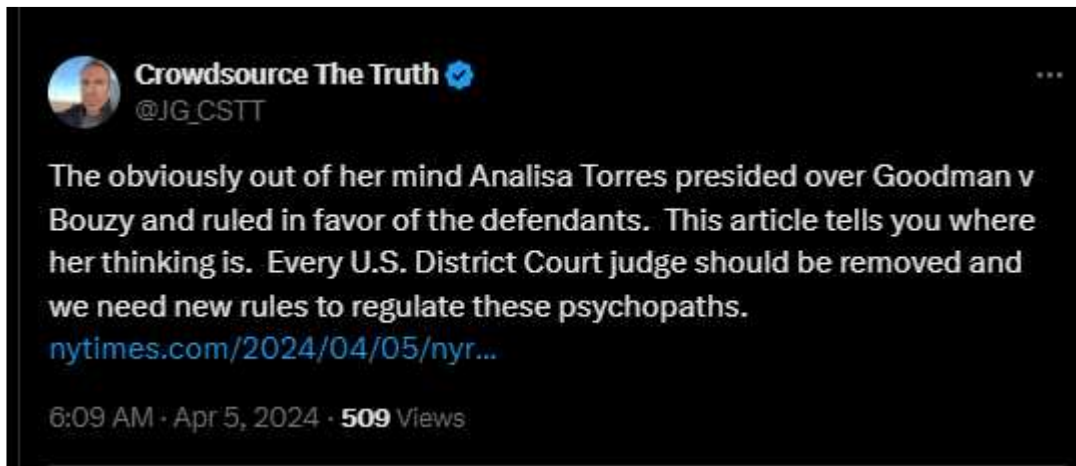 Crowdsource The Truth
@JG_CSTT
The obviously out of her mind Analisa Torres presided over Goodman v
Bouzy and ruled in favor of the defendants.  This article tells you where
her thinking is.  Every U.S. District Court judge should be removed and
we need new rules to regulate these psychopaths.
nytimes.com/2024/04/05/nyr...
6:09 AM · Apr 5, 2024 · 509 Views